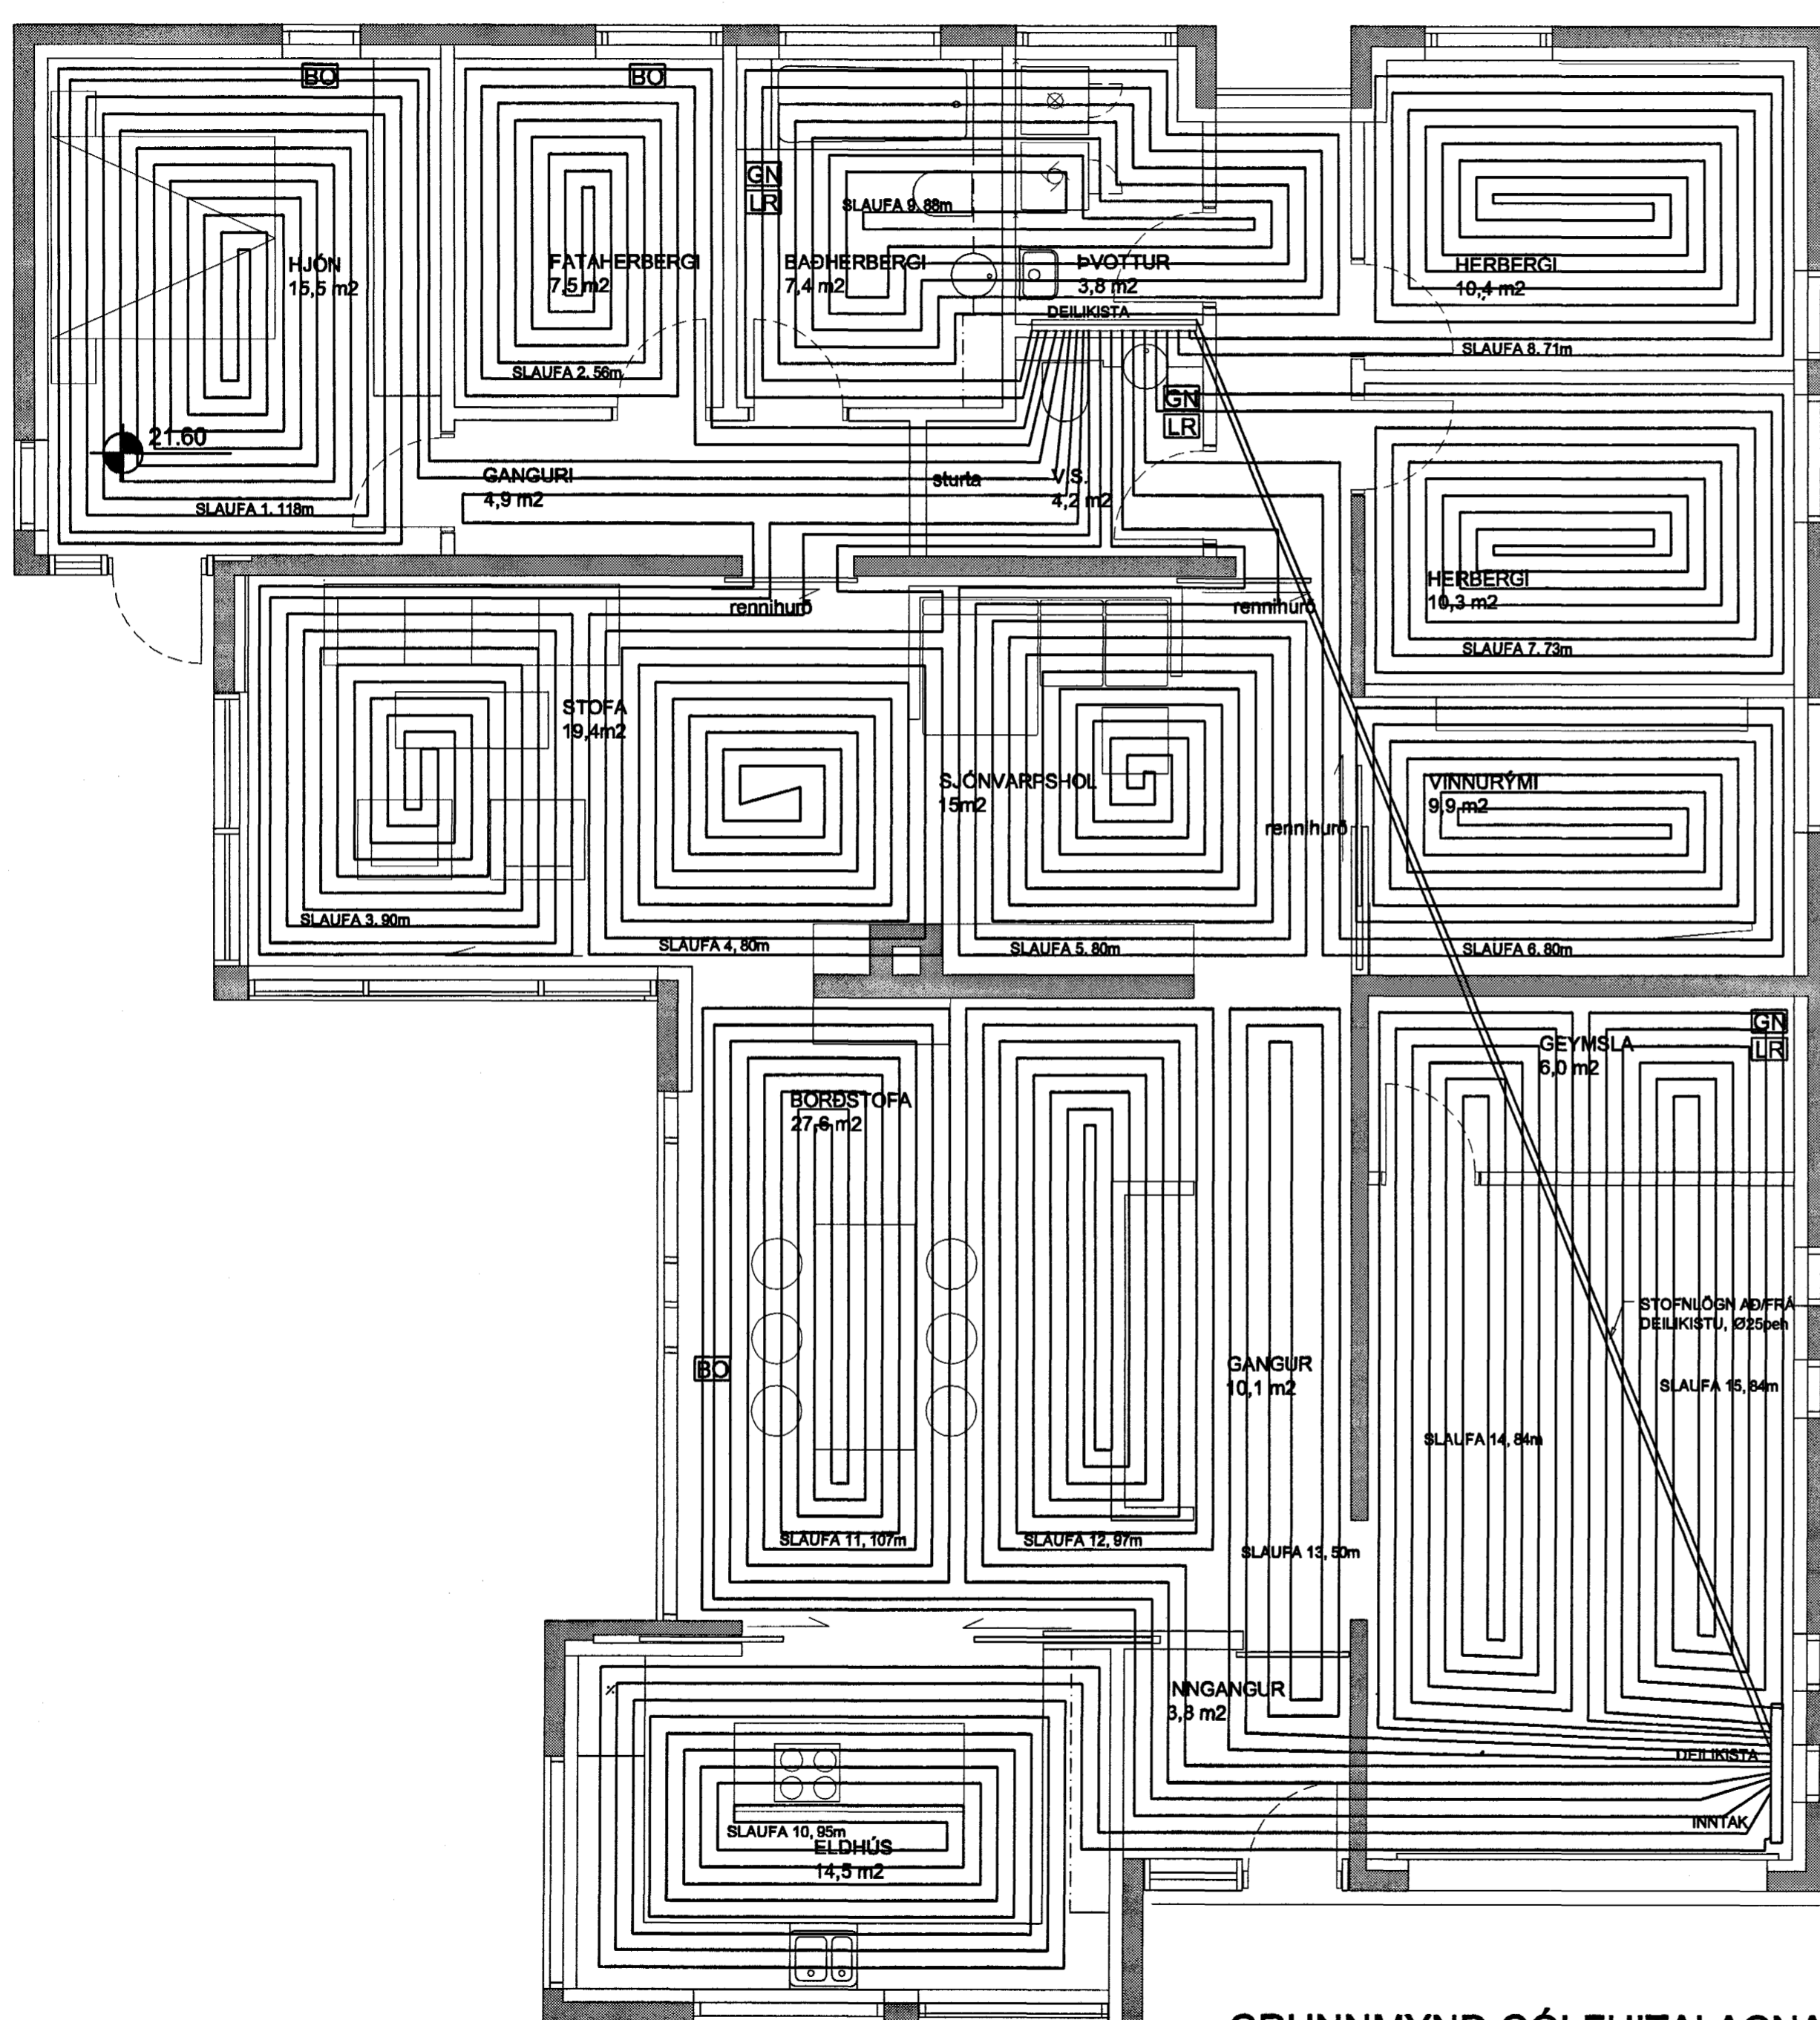 BO
BO
GN
LR
SLAUFA 9, 88m
HJÓN
15,5 m2
FATAHERBERGI
7,5 m2
BAÐHERBERGI
7,4 m2
ÞVOTTUR
3,8 m2
HERBERGI
10,4 m2
DEILIKISTA
SLAUFA 8, 71m
SLAUFA 2, 56m
GN
LR
21.60
GANGURI
4,9 m2
sturta
V.S.
4,2 m2
SLAUFA 1, 118m
HERBERGI
10,3 m2
rennihurð
rennihurð
SLAUFA 7, 73m
STOFA
19,4m2
SJÓNVARPSHOL
15m2
VINNURÝMI
9,9 m2
rennihurð
SLAUFA 3, 90m
SLAUFA 4, 80m
SLAUFA 5, 80m
SLAUFA 6, 80m
GN
LR
GEYMSLA
6,0 m2
BORÐSTOFA
27,6 m2
STOFNLÖGN AÐ/FRÁ
DEILIKISTU, Ø25peh
BO
GANGUR
10,1 m2
SLAUFA 15, 84m
SLAUFA 14, 84m
SLAUFA 11, 107m
SLAUFA 12, 97m
SLAUFA 13, 50m
NNGANGUR
3,8 m2
DEILIKISTA
INNTAK
SLAUFA 10, 95m
ELDHÚS
14,5 m2
GRUNNMYND GÓLFHITALAGNA